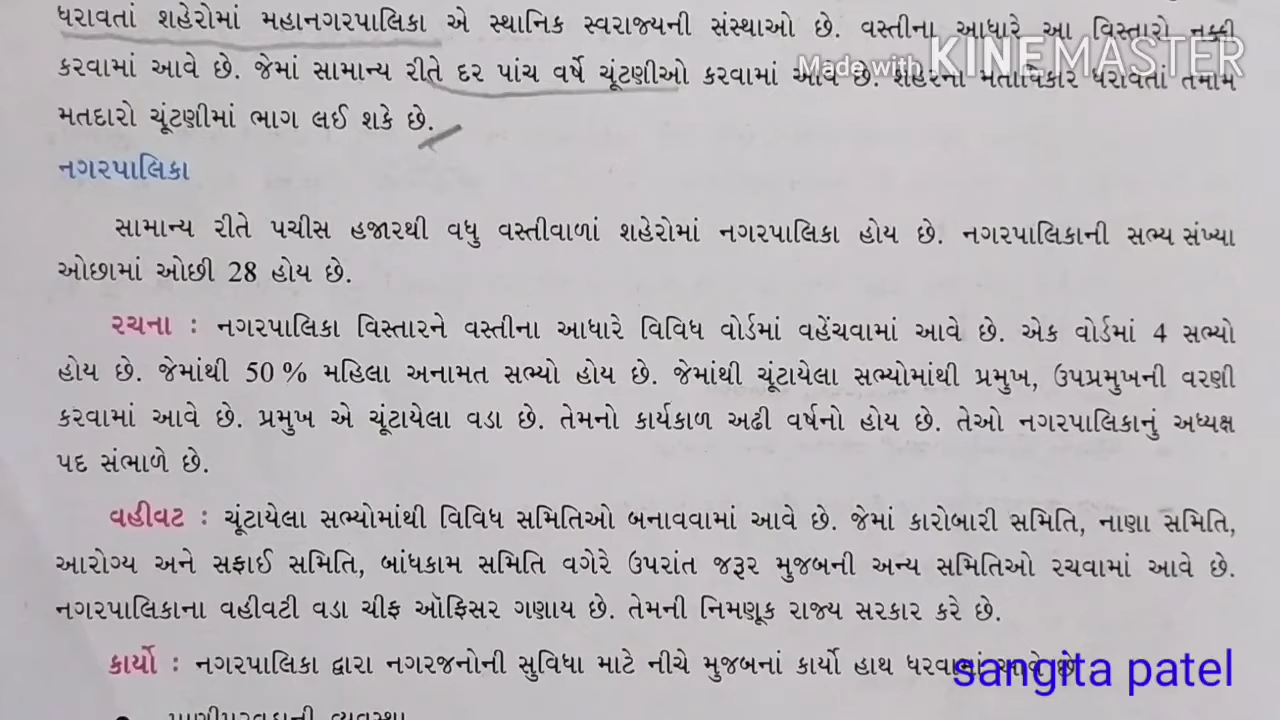 ધરાવતાં શહેરોમાં મહાનગરપાલિકા એ સ્થાનિક સ્વરાજ્યની સંસ્થાઓ છે. વસ્તીના આધારે આ વિસ્તારો નક્કી
Made with KINEMASTER
કરવામાં આવે છે. જેમાં સામાન્ય રીતે દર પાંચ વર્ષે ચૂંટણીઓ કરવામાં આવે છે. શહેરના મતાધિકાર ધરાવતા તમામ
મતદારો ચૂંટણીમાં ભાગ લઈ શકે છે.
નગરપાલિકા
સામાન્ય રીતે પચીસ હજારથી વધુ વસ્તીવાળાં શહેરોમાં નગરપાલિકા હોય છે. નગરપાલિકાની સભ્ય સંખ્યા
ઓછામાં ઓછી 28 હોય છે.
રચના : નગરપાલિકા વિસ્તારને વસ્તીના આધારે વિવિધ વોર્ડમાં વહેંચવામાં આવે છે. એક વોર્ડમાં 4 સભ્યો
હોય છે. જેમાંથી 50 % મહિલા અનામત સભ્યો હોય છે. જેમાંથી ચૂંટાયેલા સભ્યોમાંથી પ્રમુખ, ઉપપ્રમુખની વરણી
કરવામાં આવે છે. પ્રમુખ એ ચૂંટાયેલા વડા છે. તેમનો કાર્યકાળ અઢી વર્ષનો હોય છે. તેઓ નગરપાલિકાનું અધ્યક્ષ
પદ સંભાળે છે.
વહીવટ : ચૂંટાયેલા સભ્યોમાંથી વિવિધ સમિતિઓ બનાવવામાં આવે છે. જેમાં કારોબારી સમિતિ, નાણા સમિતિ,
આરોગ્ય અને સફાઈ સમિતિ, બાંધકામ સમિતિ વગેરે ઉપરાંત જરૂર મુજબની અન્ય સમિતિઓ રચવામાં આવે છે.
નગરપાલિકાના વહીવટી વડા ચીફ ઑફિસર ગણાય છે. તેમની નિમણૂક રાજ્ય સરકાર કરે છે.
કાર્યો : નગરપાલિકા દ્વારા નગરજનોની સુવિધા માટે નીચે મુજબનાં કાર્યો હાથ ધરવામાં આવે છે
sangita patel